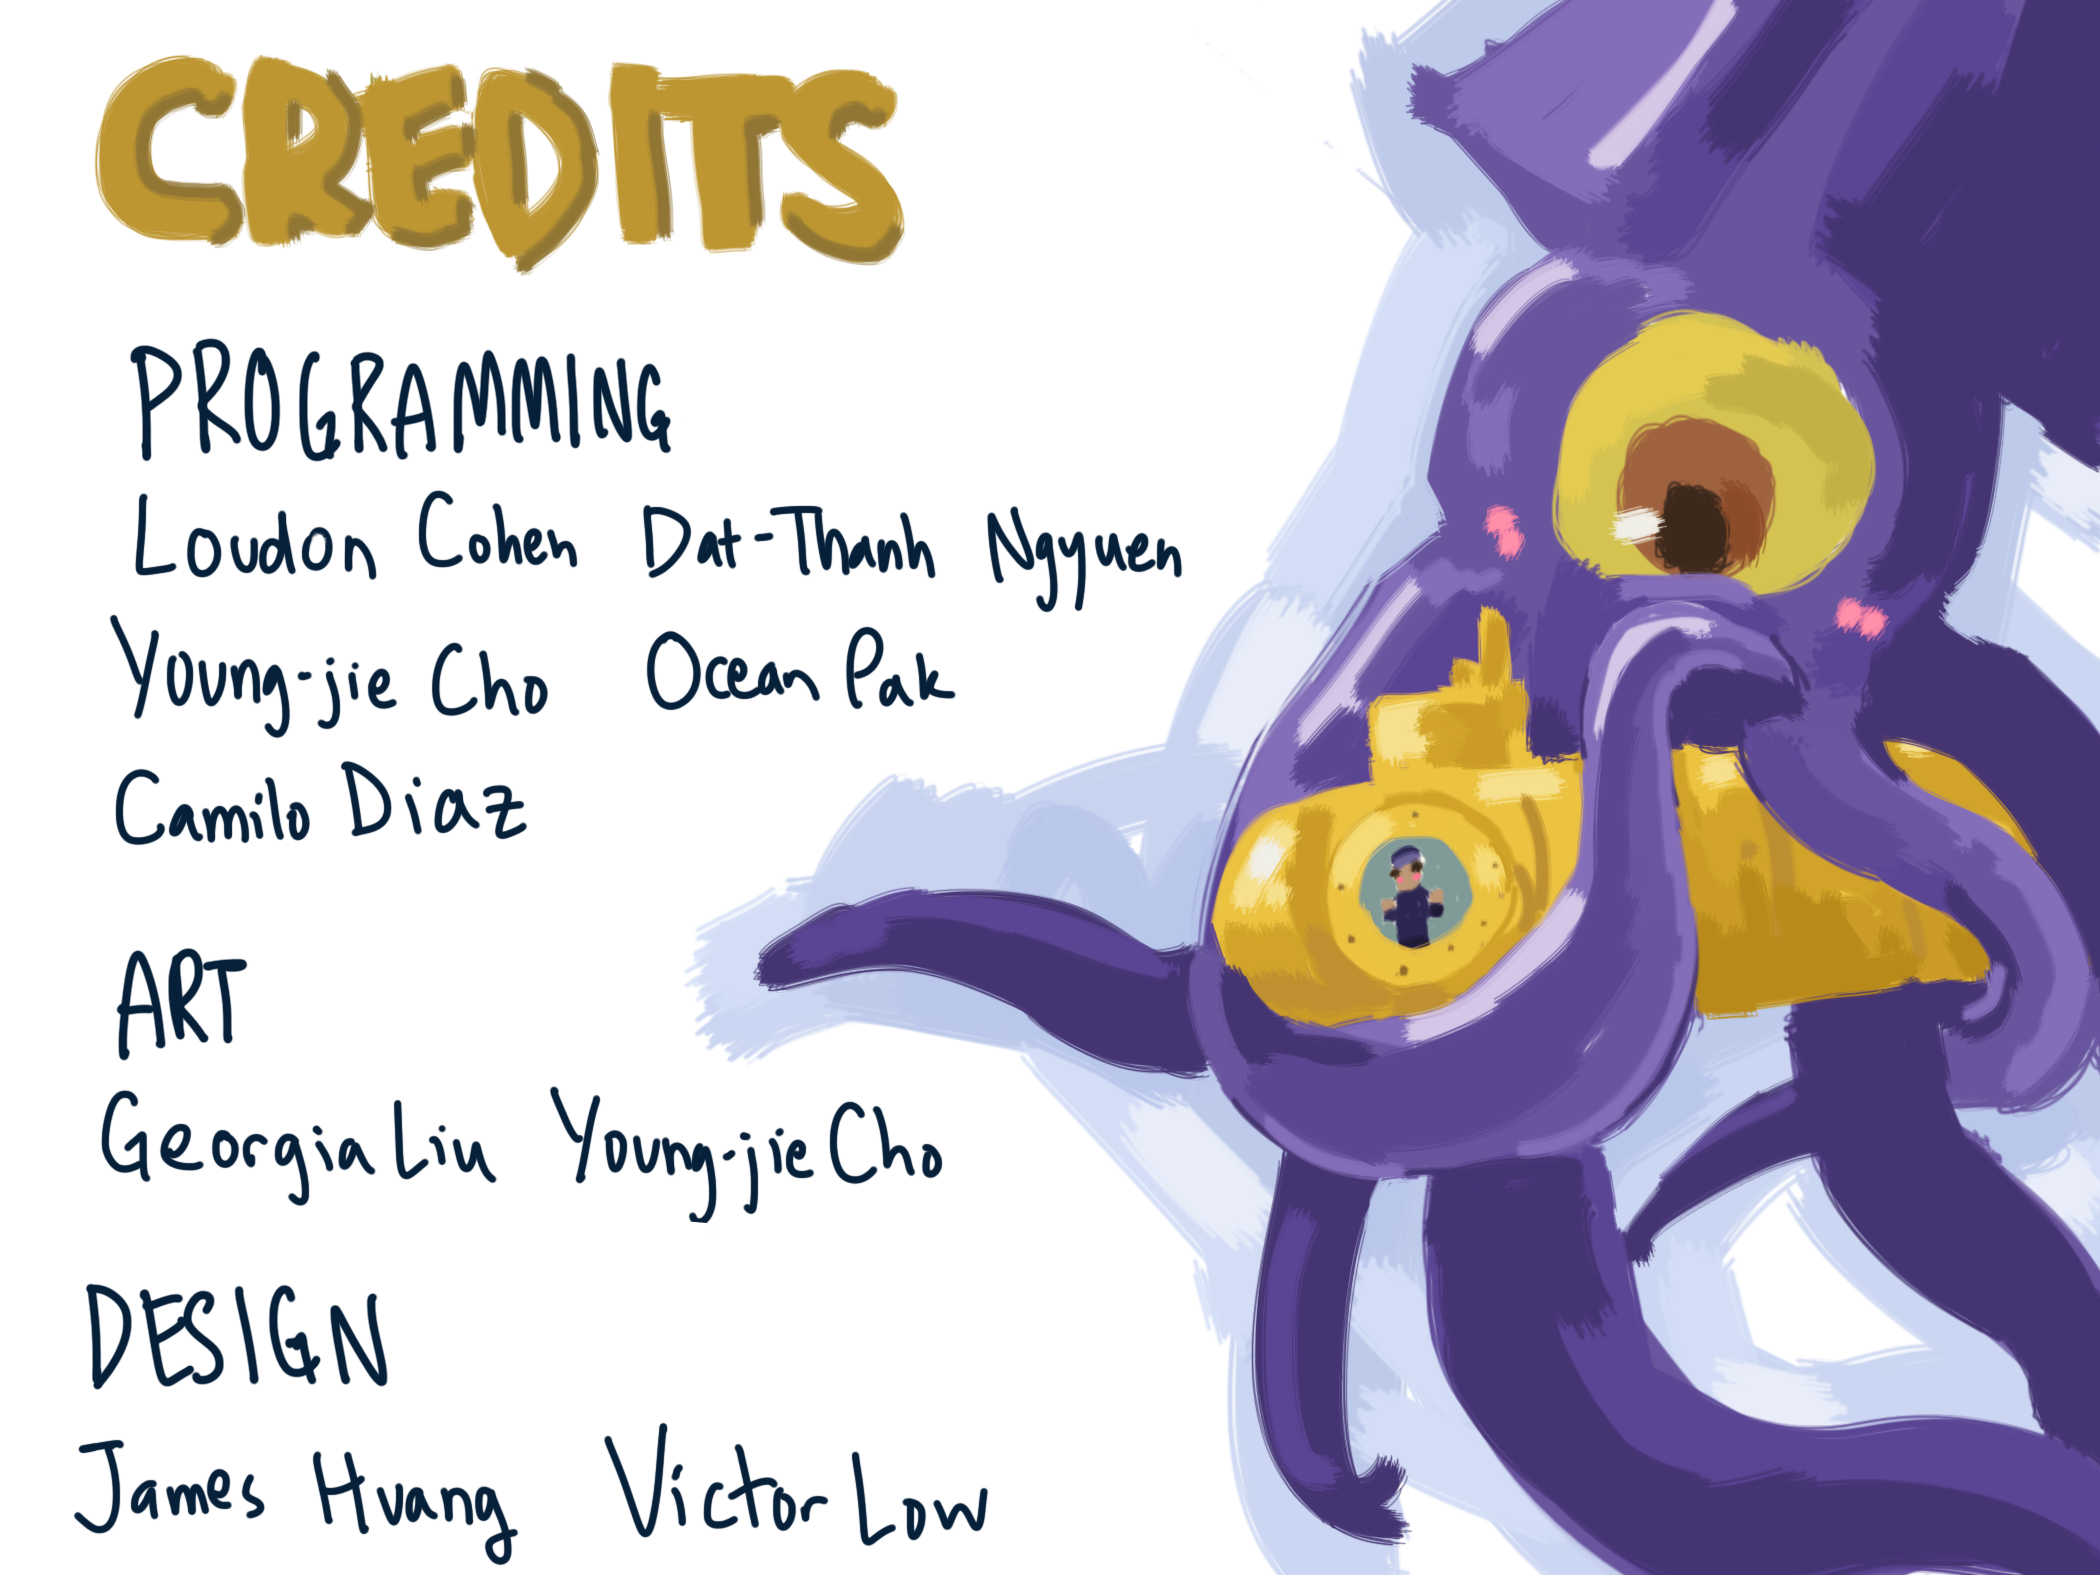 CREDITS
PROGRAMMING
Loudon Cohen Dat-Thanh Ngyuen
Young-jie Cho Ocean Pak
Camilo Diaz
ART
Georgia Liu Young-jie Cho
DESIGN
James Huang Victor Low